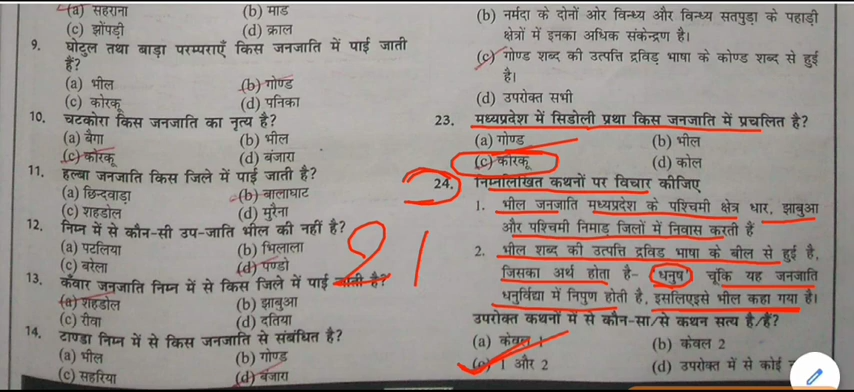 (a) सहराना (b) माड
(c) झोंपड़ी (d) क्राल
9. घोटुल तथा बाड़ा परम्पराएँ किस जनजाति में पाई जाती
हैं?
(a) भील (b) गोण्ड
(c) कोरकू (d) पनिका
10. चटकोरा किस जनजाति का नृत्य है?
(a) बैगा (b) भील
(c) कोरकू (d) बंजारा
11. हल्बा जनजाति किस जिले में पाई जाती है?
(a) छिन्दवाड़ा (b) बालाघाट
(c) शहडोल (d) मुरैना
12. निम्न में से कौन-सी उप-जाति भील की नहीं है?
(a) पटलिया (b) भिलाला
(c) बरेला (d) पण्डो
13. कँवार जनजाति निम्न में से किस जिले में पाई जाती है?
(a) शहडोल (b) झाबुआ
(c) रीवा (d) दतिया
14. टाण्डा निम्न में से किस जनजाति से संबंधित है?
(a) भील (b) गोण्ड
(c) सहरिया (d) बंजारा
21
(b) नर्मदा के दोनों ओर विन्ध्य और विन्ध्य सतपुड़ा के पहाड़ी
क्षेत्रों में इनका अधिक संकेन्द्रण है।
(c) गोण्ड शब्द की उत्पत्ति द्रविड़ भाषा के कोण्ड शब्द से हुई
है।
(d) उपरोक्त सभी
23. मध्यप्रदेश में सिडोली प्रथा किस जनजाति में प्रचलित है?
(a) गोण्ड (b) भील
(c) कोरकू (d) कोल
24. निम्नलिखित कथनों पर विचार कीजिए
1. भील जनजाति मध्यप्रदेश के पश्चिमी क्षेत्र धार, झाबुआ
और पश्चिमी निमाड़ जिलों में निवास करती है
2. भील शब्द की उत्पत्ति द्रविड़ भाषा के बील से हुई है,
जिसका अर्थ होता है- 'धनुष' चूंकि यह जनजाति
धनुर्विद्या में निपुण होती है, इसलिएइसे भील कहा गया है।
उपरोक्त कथनों में से कौन-सा/से कथन सत्य है/हैं?
(a) केवल 1 (b) केवल 2
(c) 1 और 2 (d) उपरोक्त में से कोई